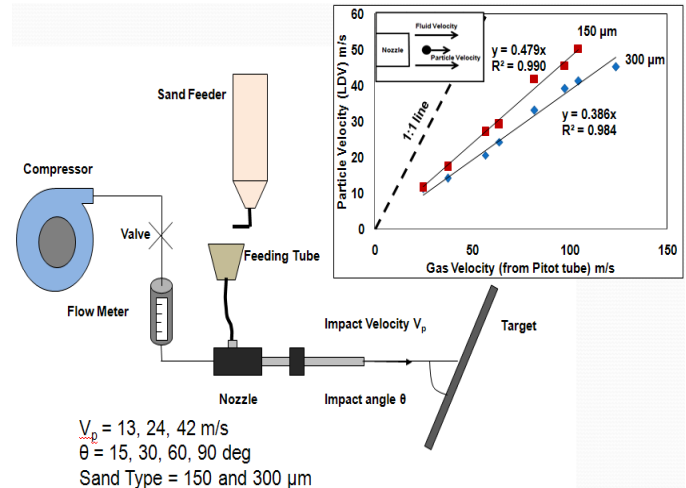 Sand Feeder
Compressor
Valve
Feeding Tube
Flow Meter
Impact Velocity Vp
Target
Nozzle
Impact angle θ
Vp = 13, 24, 42 m/s
θ = 15, 30, 60, 90 deg
Sand Type = 150 and 300 µm
Particle Velocity (LDV) m/s
60
50
40
30
20
10
0
0
50
100
150
Gas Velocity (from Pitot tube) m/s
Fluid Velocity
Nozzle
Particle Velocity
1:1 line
y = 0.479x
R² = 0.990
150 µm
300 µm
y = 0.386x
R² = 0.984